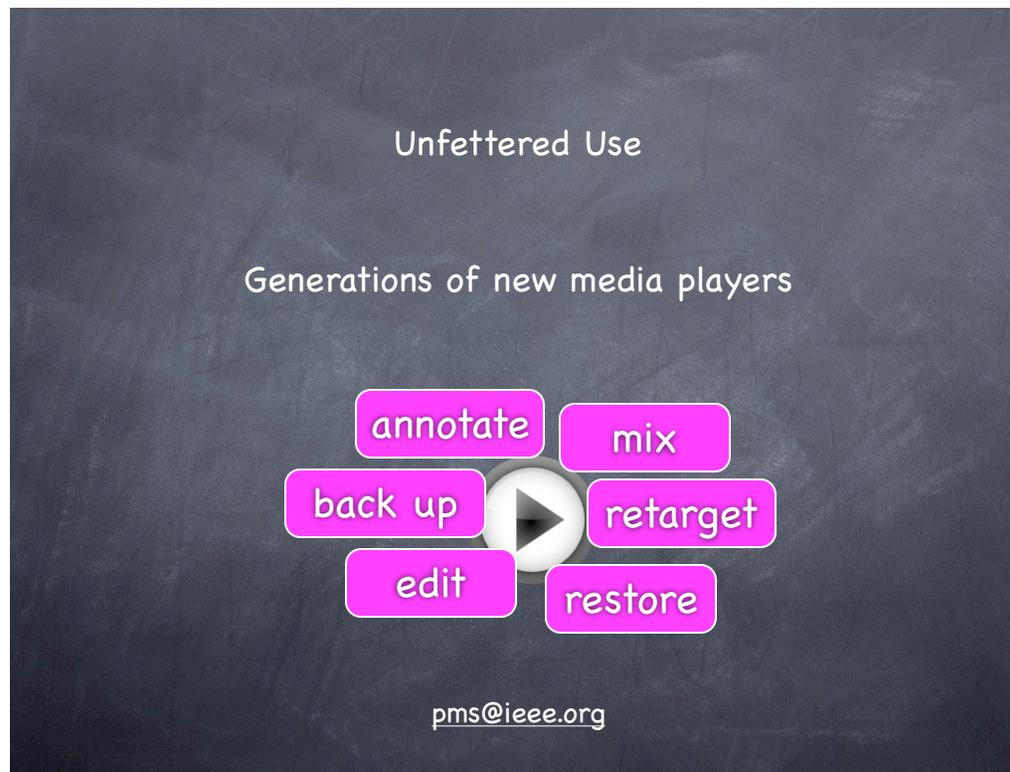 Unfettered Use
Generations of new media players
annotate
mix
back up
retarget
edit
restore
pms@ieee.org